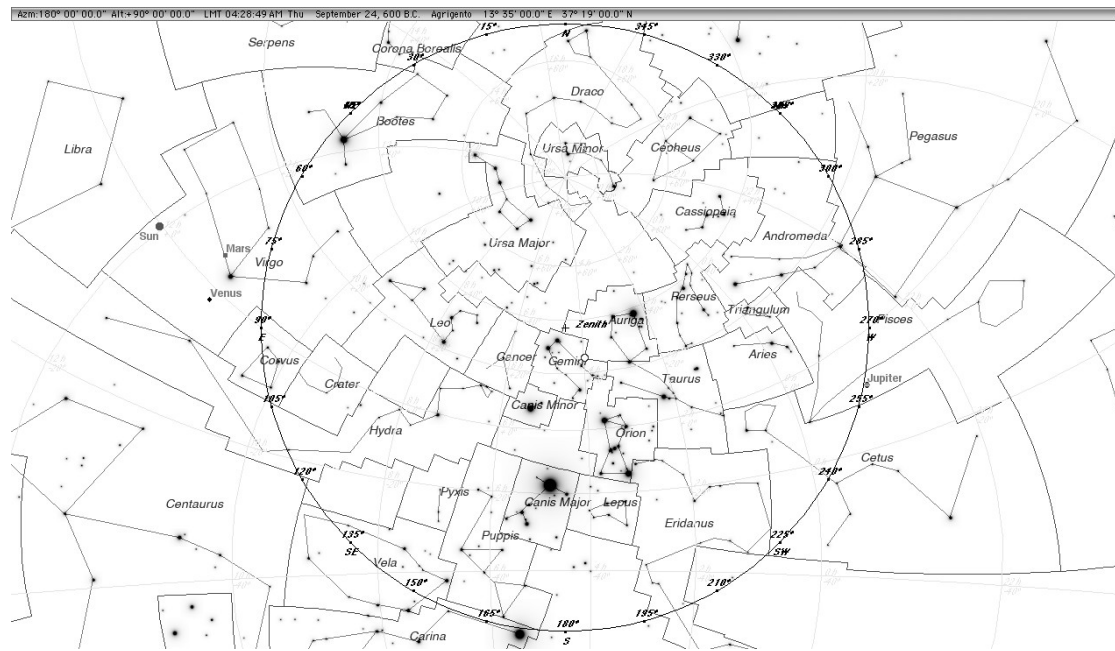 Azm:180° 00' 00.0" Alt:+90° 00' 00.0" LMT 04:28:49 AM Thu September 24, 600 B.C. Agrigento 13° 35' 00.0" E 37° 19' 00.0" N
15°
N
345°
Serpens
Corona Borealis
30°
330°
Draco
Bootes
Pegasus
Libra
Ursa Minor
Cepheus
60°
300°
Cassiopeia
Sun
Andromeda
285°
Ursa Major
75°
Mars
Virgo
Venus
Perseus
Triangulum
90°
E
Leo
Zenith
Auriga
Pisces
270°
W
Corvus
Cancer
Gemini
Aries
Crater
Taurus
Jupiter
105°
Canis Minor
255°
Hydra
Orion
Cetus
120°
240°
Pyxis
Canis Major
Lepus
Centaurus
Eridanus
Puppis
135°
SE
225°
SW
Vela
150°
210°
165°
195°
180°
S
Carina